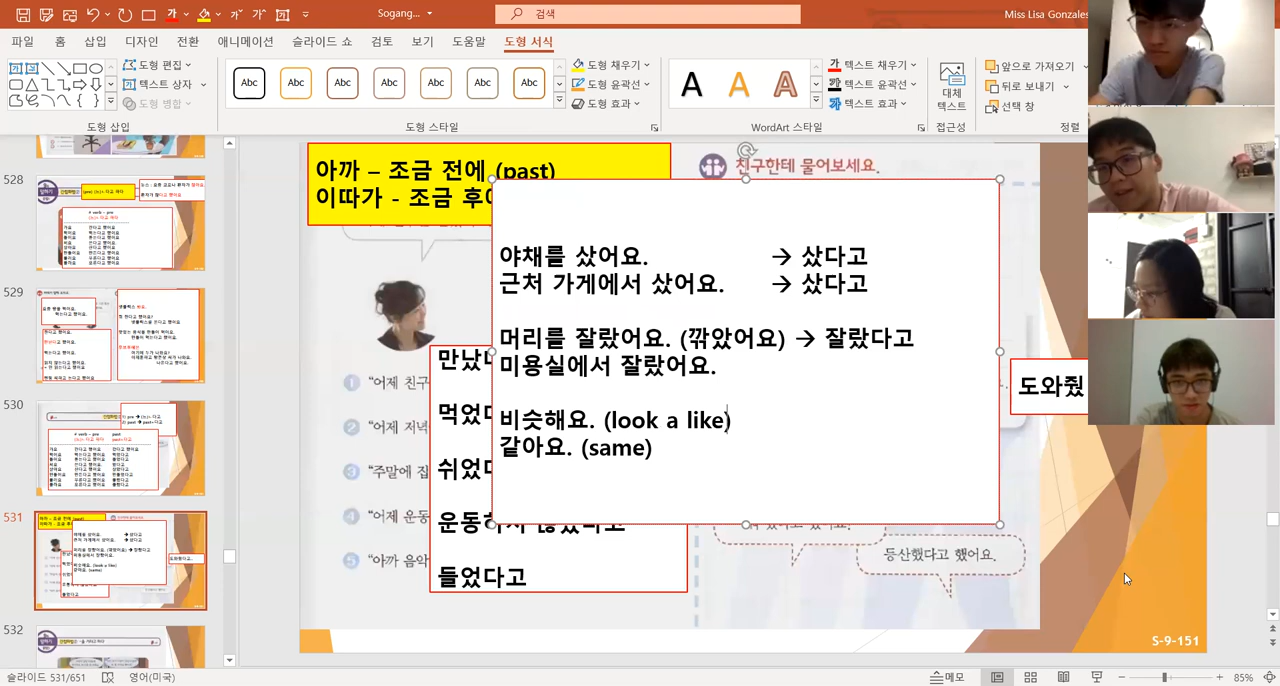 Sogang...
검색
Miss Lisa Gonzales
파일 홈 삽입 디자인 전환 애니메이션 슬라이드 쇼 검토 보기 도움말 도형 서식
도형 편집
텍스트 상자
도형 병합
도형 삽입
Abc Abc Abc Abc Abc Abc Abc
도형 채우기
도형 윤곽선
도형 효과
도형 스타일
A A A
텍스트 채우기
텍스트 윤곽선
텍스트 효과
WordArt 스타일
대체 텍스트
접근성
앞으로 가져오기
뒤로 보내기
선택 창
정렬
528
529
530
531
532
아까 – 조금 전에 (past)
이따가 - 조금 후에
친구한테 물어보세요.
야채를 샀어요. → 샀다고
근처 가게에서 샀어요. → 샀다고
머리를 잘랐어요. (깎았어요) → 잘랐다고
미용실에서 잘랐어요.
비슷해요. (look a like)
같아요. (same)
만났다
1 "어제 친구
먹었다
2 "어제 저녁
3 "주말에 집
쉬었다
4 "어제 운동
운동하지 않았다고
5 "아까 음악
들었다고
도와줬
등산했다고 했어요.
S-9-151
슬라이드 531/651
영어(미국)
메모
85%